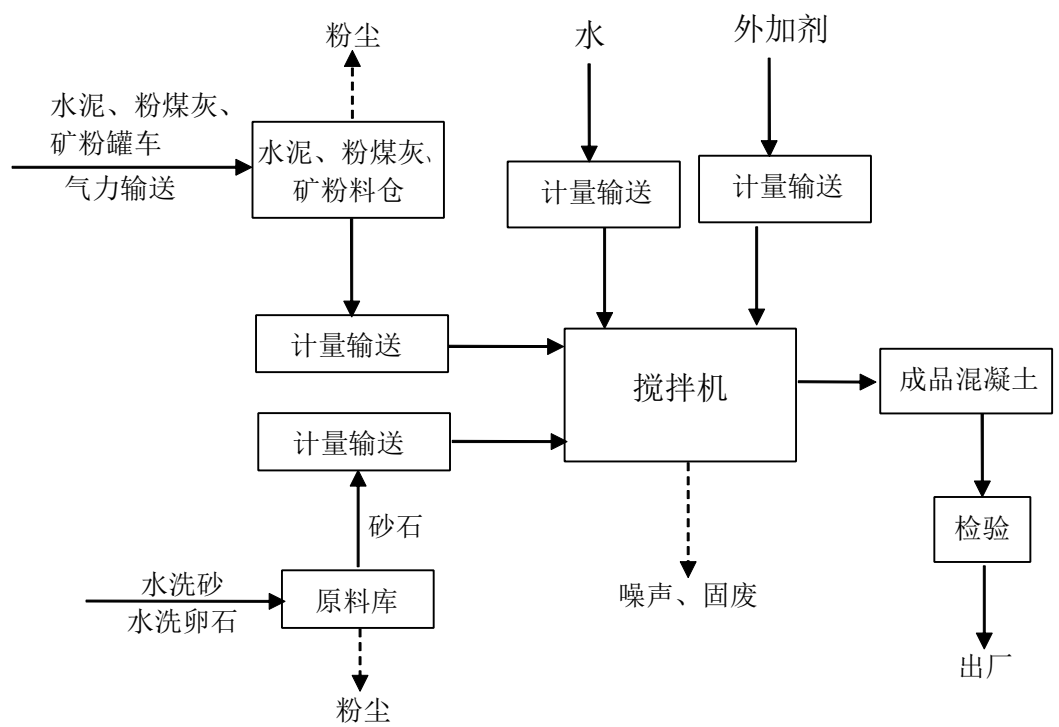 粉尘
水
外加剂
水泥、粉煤灰、
矿粉罐车
气力输送
水泥、粉煤灰、
矿粉料仓
计量输送
计量输送
计量输送
搅拌机
成品混凝土
计量输送
砂石
检验
水洗砂
水洗卵石
原料库
噪声、固废
出厂
粉尘